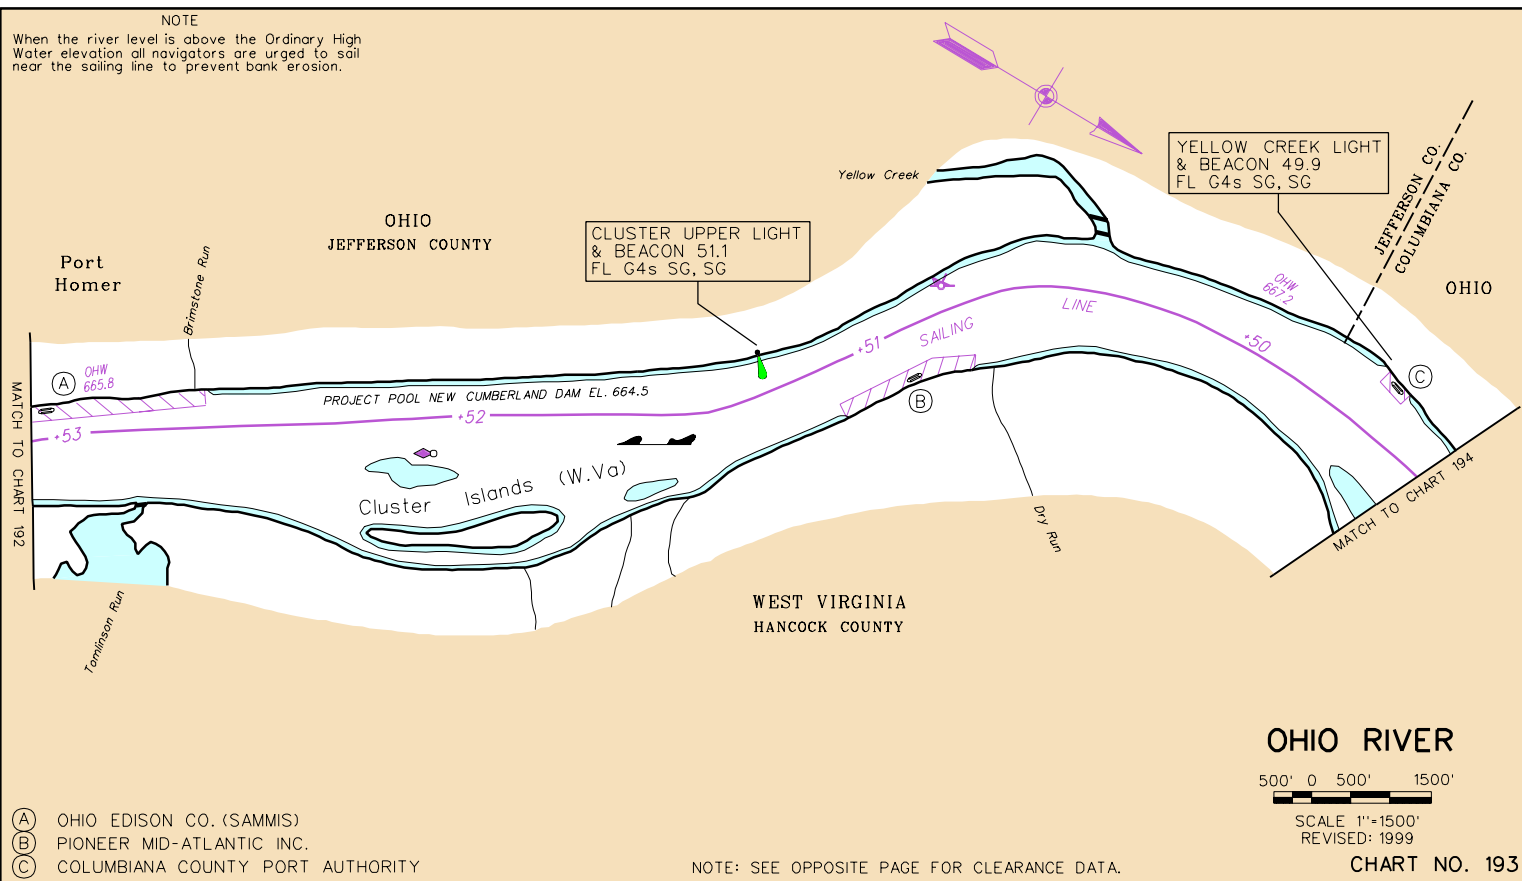 NOTE
When the river level is above the Ordinary High
Water elevation all navigators are urged to sail
near the sailing line to prevent bank erosion.
YELLOW CREEK LIGHT
& BEACON 49.9
FL G4s SG, SG
JEFFERSON CO.
COLUMBIANA CO.
Yellow Creek
OHIO
JEFFERSON COUNTY
CLUSTER UPPER LIGHT
& BEACON 51.1
FL G4s SG, SG
Port
Homer
Brimstone Run
OHW
667.2
OHIO
LINE
SAILING
+50
+51
+52
+53
A
OHW
665.8
PROJECT POOL NEW CUMBERLAND DAM EL. 664.5
B
C
MATCH TO CHART 192
MATCH TO CHART 194
Cluster Islands (W.Va)
Dry Run
Tomlinson Run
WEST VIRGINIA
HANCOCK COUNTY
OHIO RIVER
500' 0 500' 1500'
SCALE 1"=1500'
REVISED: 1999
CHART NO. 193
A OHIO EDISON CO. (SAMMIS)
B PIONEER MID-ATLANTIC INC.
C COLUMBIANA COUNTY PORT AUTHORITY
NOTE: SEE OPPOSITE PAGE FOR CLEARANCE DATA.